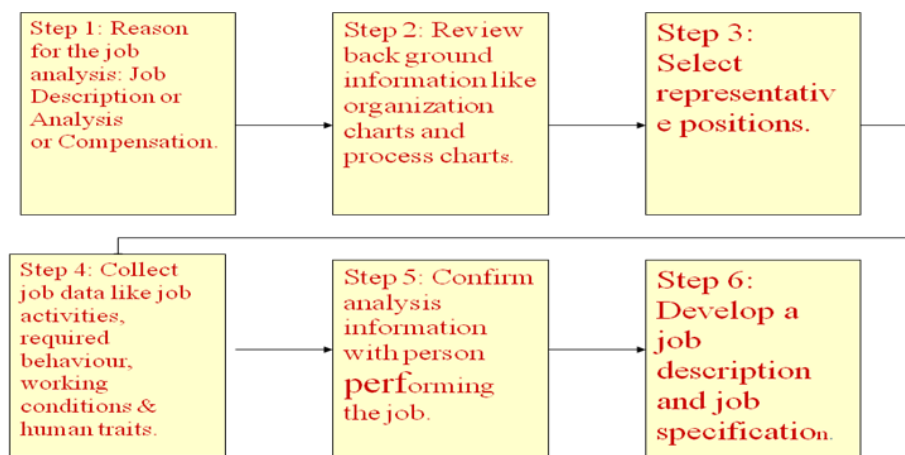 Step 1: Reason
for the job
analysis: Job
Description or
Analysis
or Compensation.
Step 2: Review
back ground
information like
organization
charts and
process charts.
Step 3:
Select
representativ
e positions.
Step 4: Collect
job data like job
activities,
required
behaviour,
working
conditions &
human traits.
Step 5: Confirm
analysis
information
with person
performing
the job.
Step 6:
Develop a
job
description
and job
specification.